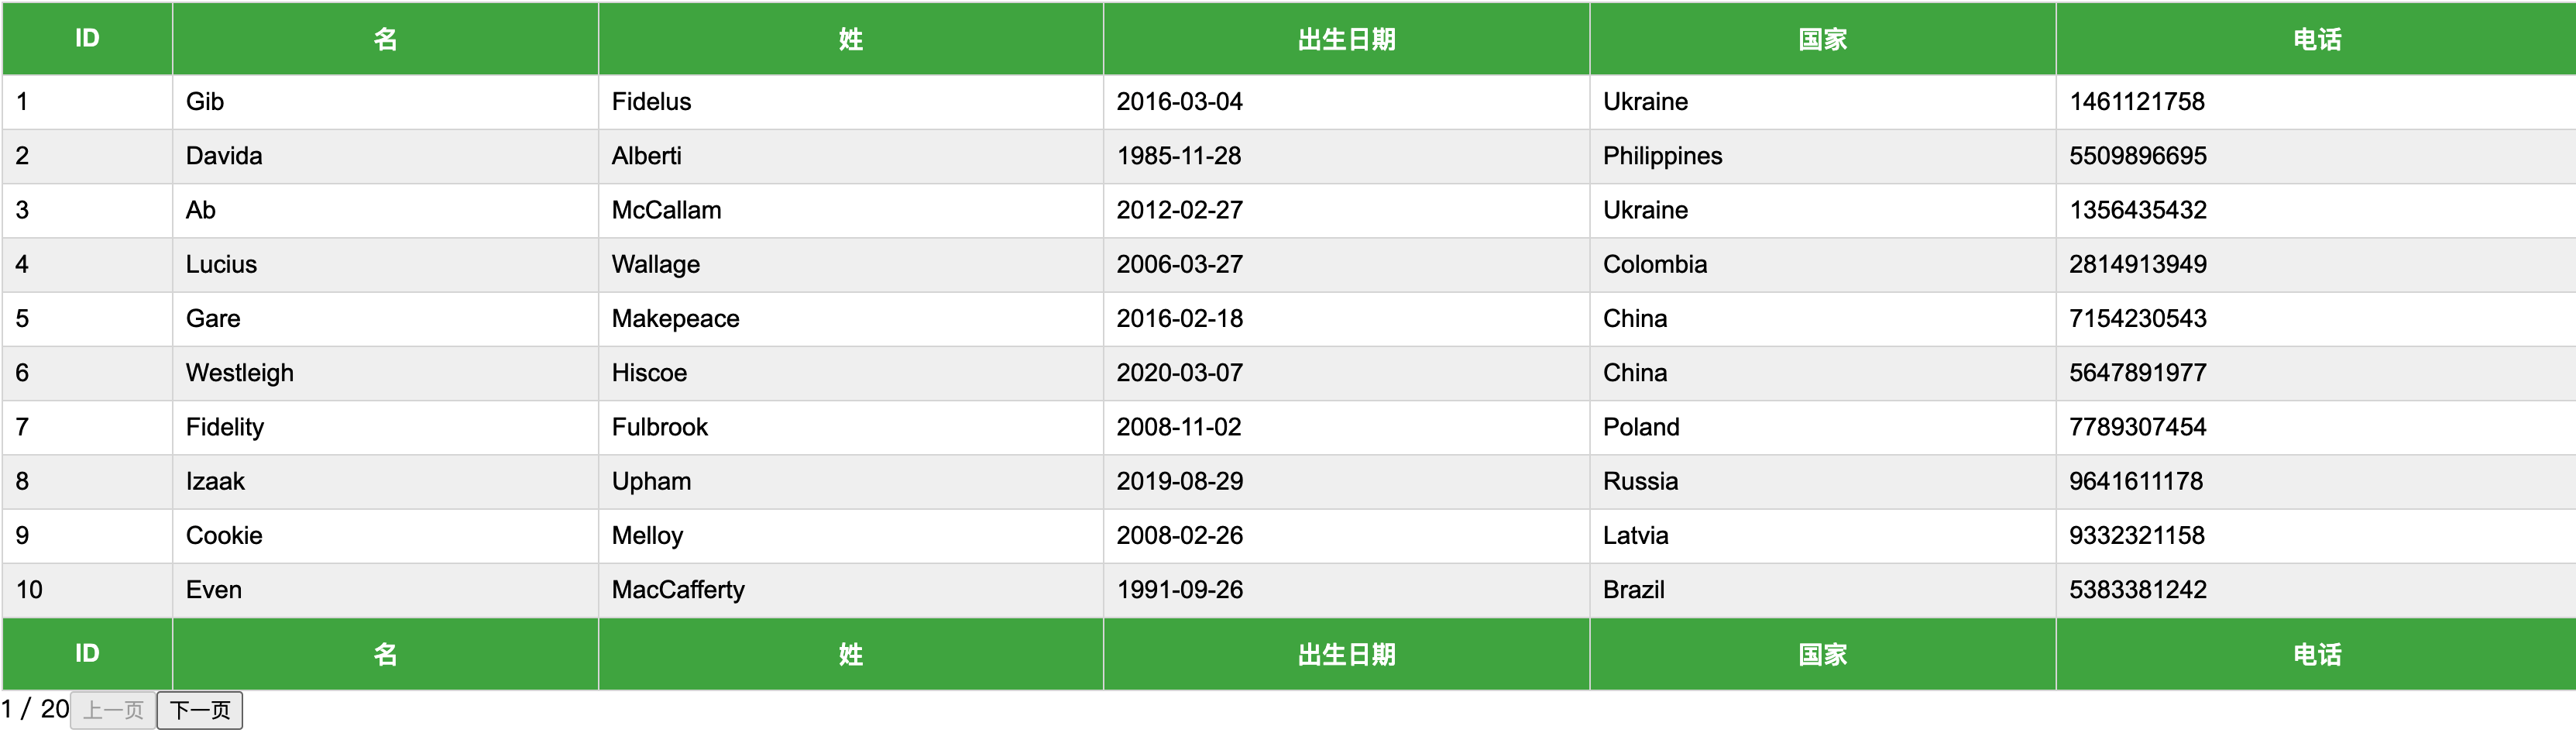 ID 名 姓 出生日期 国家 电话
1 Gib Fidelus 2016-03-04 Ukraine 1461121758
2 Davida Alberti 1985-11-28 Philippines 5509896695
3 Ab McCallam 2012-02-27 Ukraine 1356435432
4 Lucius Wallage 2006-03-27 Colombia 2814913949
5 Gare Makepeace 2016-02-18 China 7154230543
6 Westleigh Hiscoe 2020-03-07 China 5647891977
7 Fidelity Fulbrook 2008-11-02 Poland 7789307454
8 Izaak Upham 2019-08-29 Russia 9641611178
9 Cookie Melloy 2008-02-26 Latvia 9332321158
10 Even MacCafferty 1991-09-26 Brazil 5383381242
ID 名 姓 出生日期 国家 电话
1 / 20 上一页 下一页